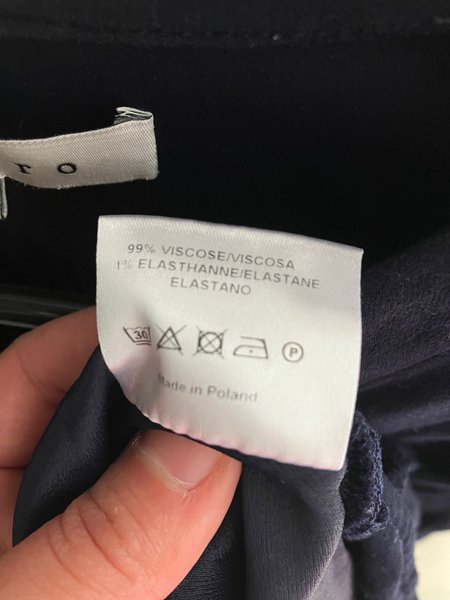 r o
99% VISCOSE/VISCOSA
1% ELASTHANNE/ELASTANE
ELASTANO
30 P
Made in Poland